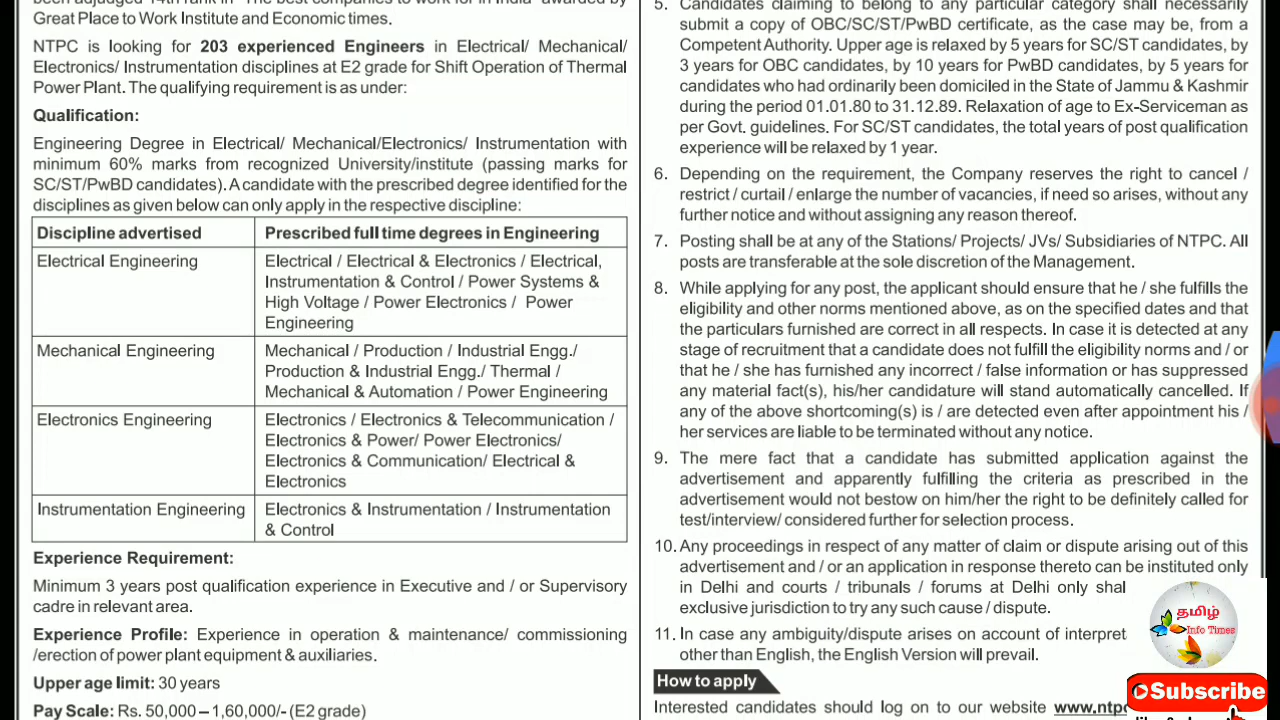 been adjudged 14th rank in "The best companies to work for in India" awarded by
Great Place to Work Institute and Economic times.
NTPC is looking for 203 experienced Engineers in Electrical/ Mechanical/
Electronics/ Instrumentation disciplines at E2 grade for Shift Operation of Thermal
Power Plant. The qualifying requirement is as under:
Qualification:
Engineering Degree in Electrical/ Mechanical/Electronics/ Instrumentation with
minimum 60% marks from recognized University/institute (passing marks for
SC/ST/PwBD candidates). A candidate with the prescribed degree identified for the
disciplines as given below can only apply in the respective discipline:
Discipline advertised
Prescribed full time degrees in Engineering
Electrical Engineering
Electrical / Electrical & Electronics / Electrical,
Instrumentation & Control / Power Systems &
High Voltage / Power Electronics / Power
Engineering
Mechanical Engineering
Mechanical / Production / Industrial Engg./
Production & Industrial Engg./ Thermal /
Mechanical & Automation / Power Engineering
Electronics Engineering
Electronics / Electronics & Telecommunication /
Electronics & Power/ Power Electronics/
Electronics & Communication/ Electrical &
Electronics
Instrumentation Engineering
Electronics & Instrumentation / Instrumentation
& Control
Experience Requirement:
Minimum 3 years post qualification experience in Executive and / or Supervisory
cadre in relevant area.
Experience Profile: Experience in operation & maintenance/ commissioning
/erection of power plant equipment & auxiliaries.
Upper age limit: 30 years
Pay Scale: Rs. 50,000 – 1,60,000/- (E2 grade)
5. Candidates claiming to belong to any particular category shall necessarily
submit a copy of OBC/SC/ST/PwBD certificate, as the case may be, from a
Competent Authority. Upper age is relaxed by 5 years for SC/ST candidates, by
3 years for OBC candidates, by 10 years for PwBD candidates, by 5 years for
candidates who had ordinarily been domiciled in the State of Jammu & Kashmir
during the period 01.01.80 to 31.12.89. Relaxation of age to Ex-Serviceman as
per Govt. guidelines. For SC/ST candidates, the total years of post qualification
experience will be relaxed by 1 year.
6. Depending on the requirement, the Company reserves the right to cancel /
restrict / curtail / enlarge the number of vacancies, if need so arises, without any
further notice and without assigning any reason thereof.
7. Posting shall be at any of the Stations/ Projects/ JVs/ Subsidiaries of NTPC. All
posts are transferable at the sole discretion of the Management.
8. While applying for any post, the applicant should ensure that he / she fulfills the
eligibility and other norms mentioned above, as on the specified dates and that
the particulars furnished are correct in all respects. In case it is detected at any
stage of recruitment that a candidate does not fulfill the eligibility norms and / or
that he / she has furnished any incorrect / false information or has suppressed
any material fact(s), his/her candidature will stand automatically cancelled. If
any of the above shortcoming(s) is / are detected even after appointment his /
her services are liable to be terminated without any notice.
9. The mere fact that a candidate has submitted application against the
advertisement and apparently fulfilling the criteria as prescribed in the
advertisement would not bestow on him/her the right to be definitely called for
test/interview/ considered further for selection process.
10. Any proceedings in respect of any matter of claim or dispute arising out of this
advertisement and / or an application in response thereto can be instituted only
in Delhi and courts / tribunals / forums at Delhi only shal
exclusive jurisdiction to try any such cause / dispute.
11. In case any ambiguity/dispute arises on account of interpret
other than English, the English Version will prevail.
How to apply
Interested candidates should log on to our website www.ntpc
தமிழ்
Info Times
Subscribe